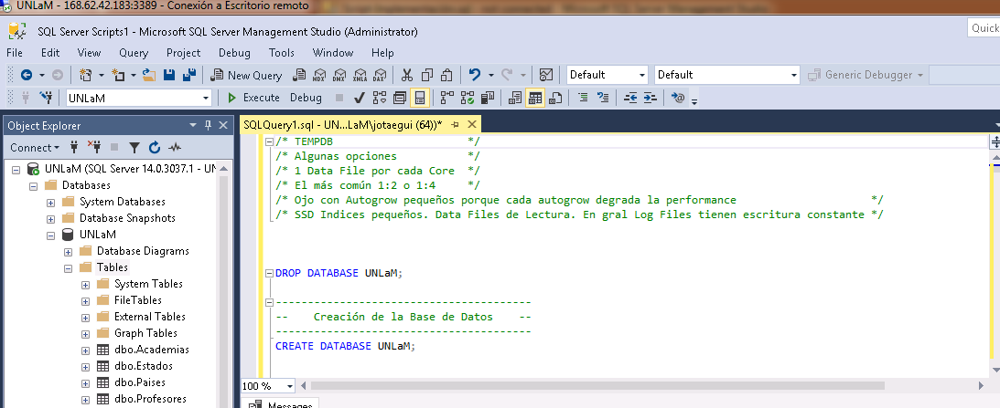 UNLaM - 168.62.42.183:3389 - Conexión a Escritorio remoto
SQL Server Scripts1 - Microsoft SQL Server Management Studio (Administrator)
Quick
File Edit View Query Project Debug Tools Window Help
New Query MDX DMX XMLA DAX Default Default Generic Debugger
UNLaM Execute Debug
Object Explorer
SQLQuery1.sql - UN...LaM\jotaegui (64))*
Connect
UNLaM (SQL Server 14.0.3037.1 - UN
Databases
System Databases
Database Snapshots
UNLaM
Database Diagrams
Tables
System Tables
FileTables
External Tables
Graph Tables
dbo.Academias
dbo.Estados
dbo.Paises
dbo.Profesores
/* TEMPDB */
/* Algunas opciones */
/* 1 Data File por cada Core */
/* El más común 1:2 o 1:4 */
/* Ojo con Autogrow pequeños porque cada autogrow degrada la performance */
/* SSD Indices pequeños. Data Files de Lectura. En gral Log Files tienen escritura constante */
DROP DATABASE UNLaM;
----------------------------------------
-- Creación de la Base de Datos --
----------------------------------------
CREATE DATABASE UNLaM;
100 %
Messages